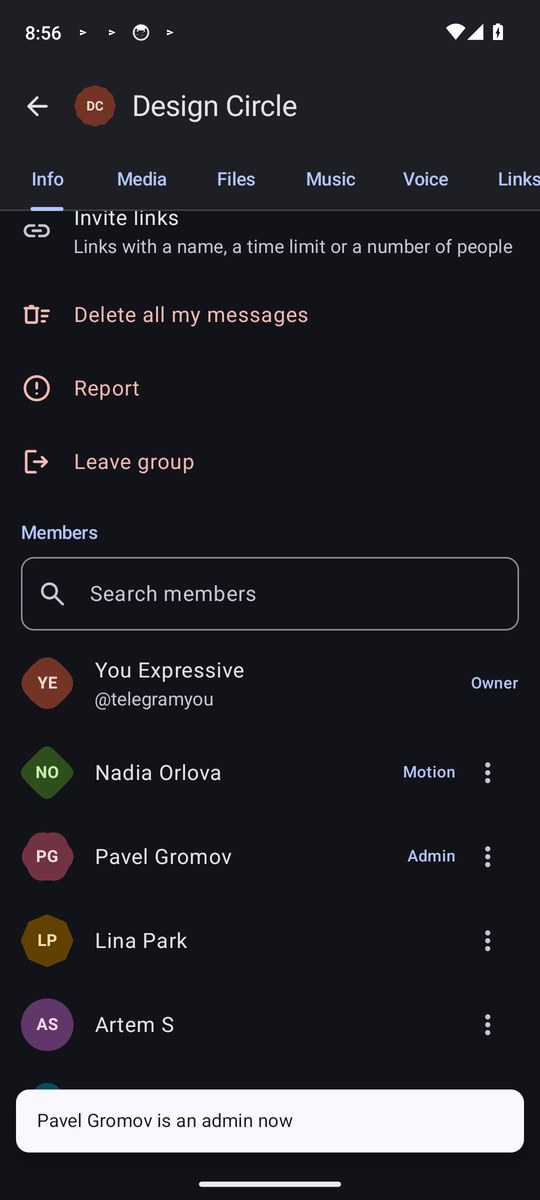 8:56
DC
Design Circle
Info
Media
Files
Music
Voice
Links
Invite links
Links with a name, a time limit or a number of people
Delete all my messages
Report
Leave group
Members
Search members
YE
You Expressive
@telegramyou
Owner
NO
Nadia Orlova
Motion
PG
Pavel Gromov
Admin
LP
Lina Park
AS
Artem S
Pavel Gromov is an admin now